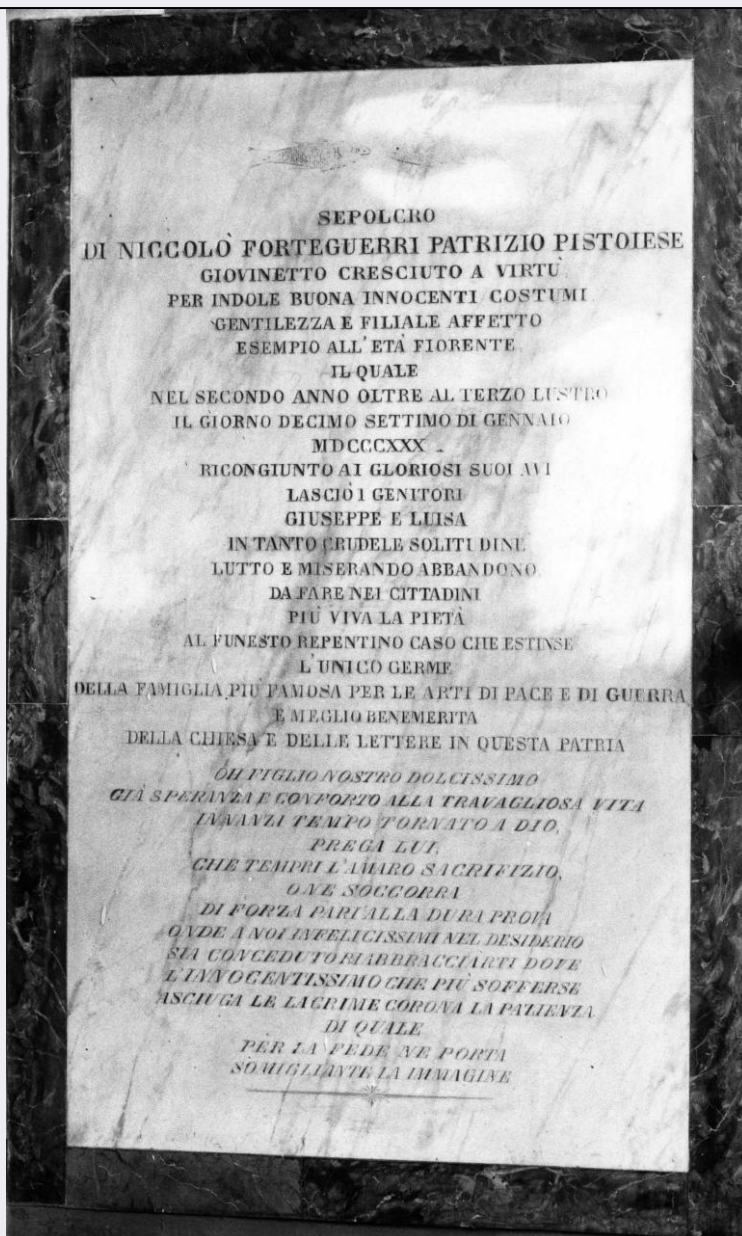 SEPOLCRO
DI NICCOLÒ FORTEGUERRI PATRIZIO PISTOIESE
GIOVINETTO CRESCIUTO A VIRTÙ
PER INDOLE BUONA INNOCENTI COSTUMI
GENTILEZZA E FILIALE AFFETTO
ESEMPIO ALL'ETÀ FIORENTE
IL QUALE
NEL SECONDO ANNO OLTRE AL TERZO LUSTRO
IL GIORNO DECIMO SETTIMO DI GENNAIO
MDCCCXXX
RICONGIUNTO AI GLORIOSI SUOI AVI
LASCIÒ I GENITORI
GIUSEPPE E LUISA
IN TANTO CRUDELE SOLITUDINE
LUTTO E MISERANDO ABBANDONO
DA FARE NEI CITTADINI
PIÙ VIVA LA PIETÀ
AL FUNESTO REPENTINO CASO CHE ESTINSE
L'UNICO GERME
DELLA FAMIGLIA PIÙ FAMOSA PER LE ARTI DI PACE E DI GUERRA
E MEGLIO BENEMERITA
DELLA CHIESA E DELLE LETTERE IN QUESTA PATRIA
OH FIGLIO NOSTRO DOLCISSIMO
GIÀ SPERANZA E CONFORTO ALLA TRAVAGLIOSA VITA
INNANZI TEMPO TORNATO A DIO,
PREGA LUI,
CHE TEMPRI L'AMARO SACRIFIZIO,
O NE SOCCORRA
DI FORZA PARI ALLA DURA PROVA
ONDE A NOI INFELICISSIMI NEL DESIDERIO
SIA CONCEDUTO RIABBRACCIARTI DOVE
L'INNOCENTISSIMO CHE PIÙ SOFFERSE
ASCIUGA LE LACRIME CORONA LA PAZIENZA
DI QUALE
PER LA FEDE NE PORTA
SOMIGLIANTE LA IMMAGINE